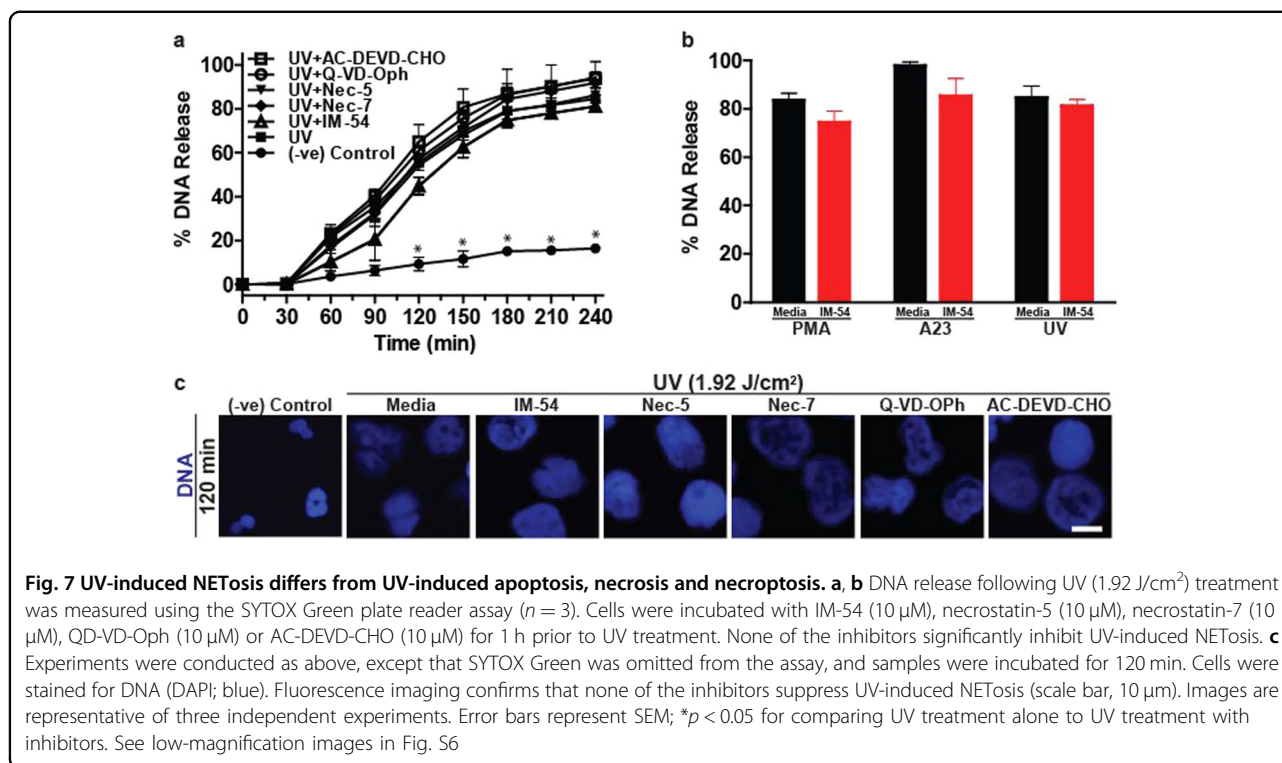 a
UV+AC-DEVD-CHO
UV+Q-VD-Oph
UV+Nec-5
UV+Nec-7
UV+IM-54
UV
(-ve) Control
% DNA Release
100
80
60
40
20
0
* * * * *
0 30 60 90 120 150 180 210 240
Time (min)
b
% DNA Release
100
80
60
40
20
0
Media IM-54 Media IM-54 Media IM-54
PMA A23 UV
c
UV (1.92 J/cm²)
(-ve) Control Media IM-54 Nec-5 Nec-7 Q-VD-OPh AC-DEVD-CHO
DNA
120 min
Fig. 7 UV-induced NETosis differs from UV-induced apoptosis, necrosis and necroptosis. a, b DNA release following UV (1.92 J/cm²) treatment
was measured using the SYTOX Green plate reader assay (n = 3). Cells were incubated with IM-54 (10 µM), necrostatin-5 (10 µM), necrostatin-7 (10
µM), QD-VD-Oph (10 µM) or AC-DEVD-CHO (10 µM) for 1 h prior to UV treatment. None of the inhibitors significantly inhibit UV-induced NETosis. c
Experiments were conducted as above, except that SYTOX Green was omitted from the assay, and samples were incubated for 120 min. Cells were
stained for DNA (DAPI; blue). Fluorescence imaging confirms that none of the inhibitors suppress UV-induced NETosis (scale bar, 10 µm). Images are
representative of three independent experiments. Error bars represent SEM; *p < 0.05 for comparing UV treatment alone to UV treatment with
inhibitors. See low-magnification images in Fig. S6